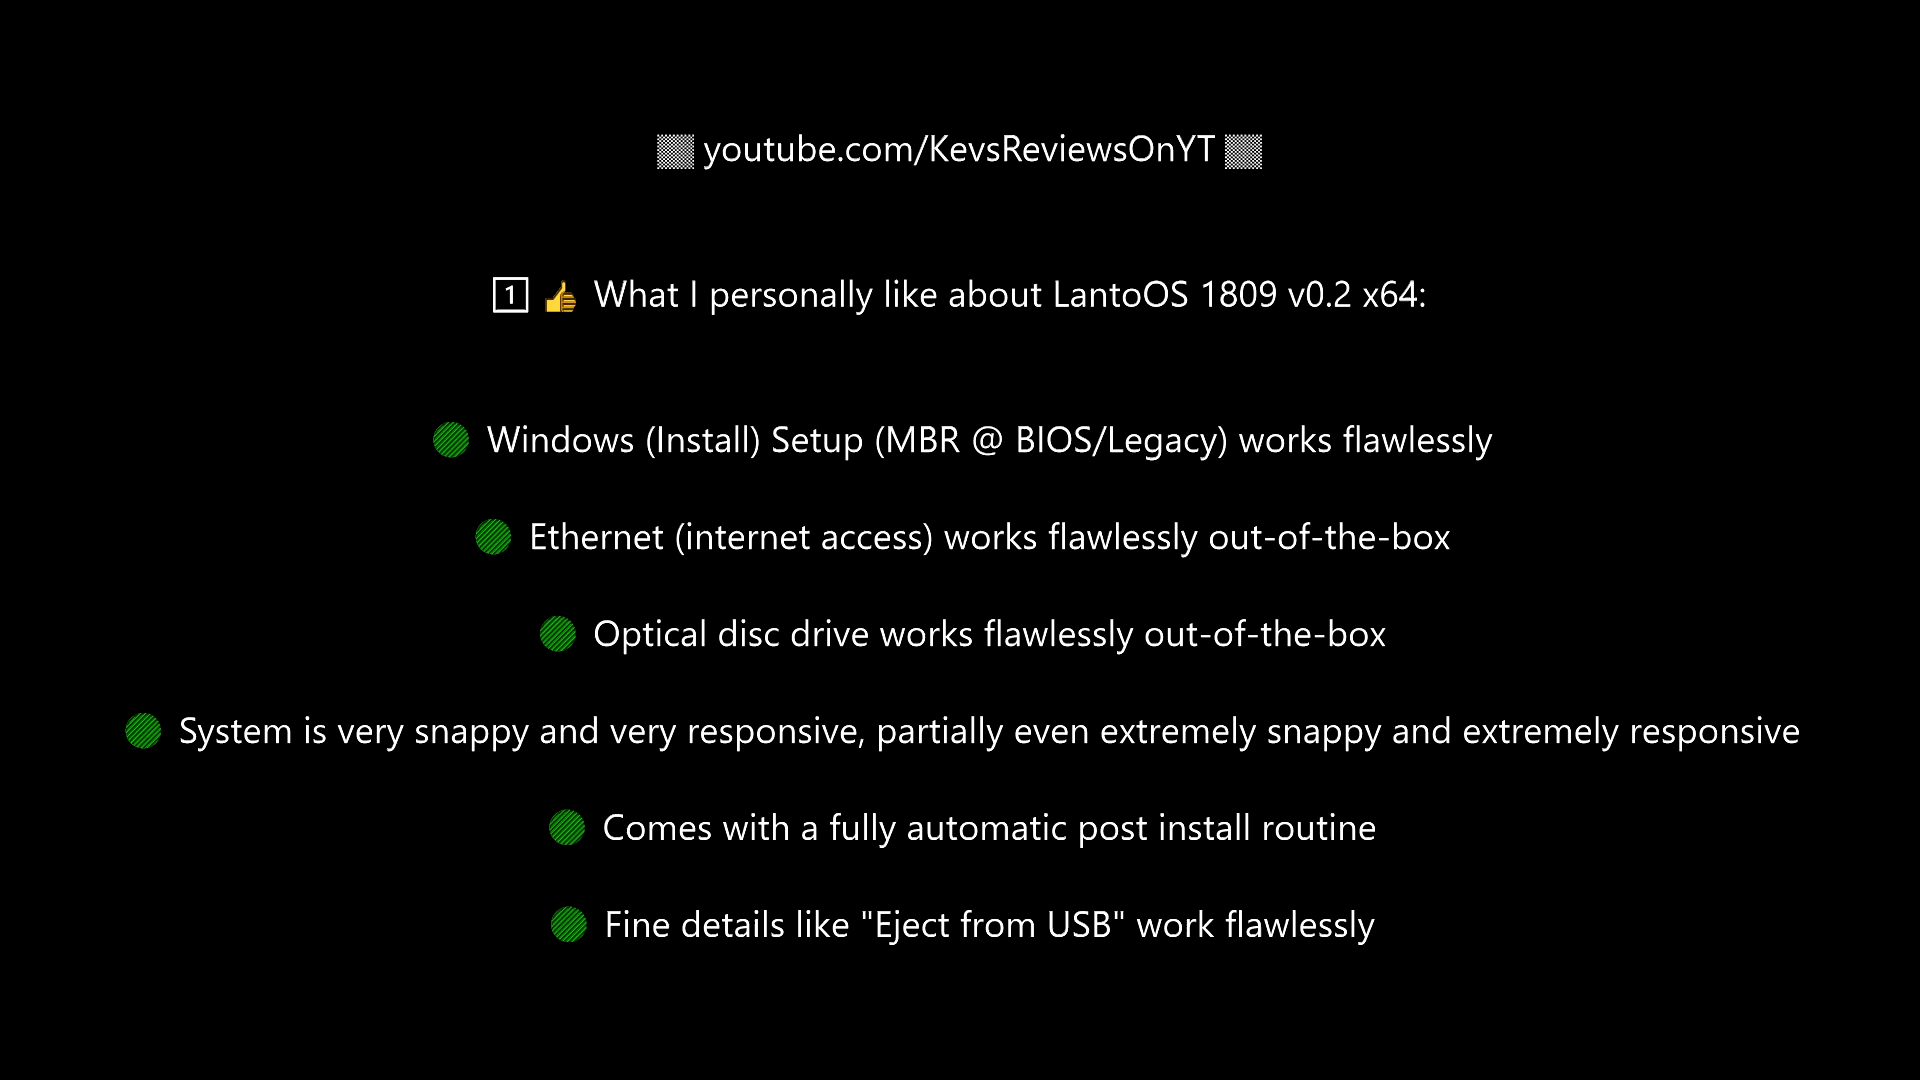 ▒▒ youtube.com/KevsReviewsOnYT ▒▒
1️⃣ 👍 What I personally like about LantoOS 1809 v0.2 x64:
🟢 Windows (Install) Setup (MBR @ BIOS/Legacy) works flawlessly
🟢 Ethernet (internet access) works flawlessly out-of-the-box
🟢 Optical disc drive works flawlessly out-of-the-box
🟢 System is very snappy and very responsive, partially even extremely snappy and extremely responsive
🟢 Comes with a fully automatic post install routine
🟢 Fine details like "Eject from USB" work flawlessly